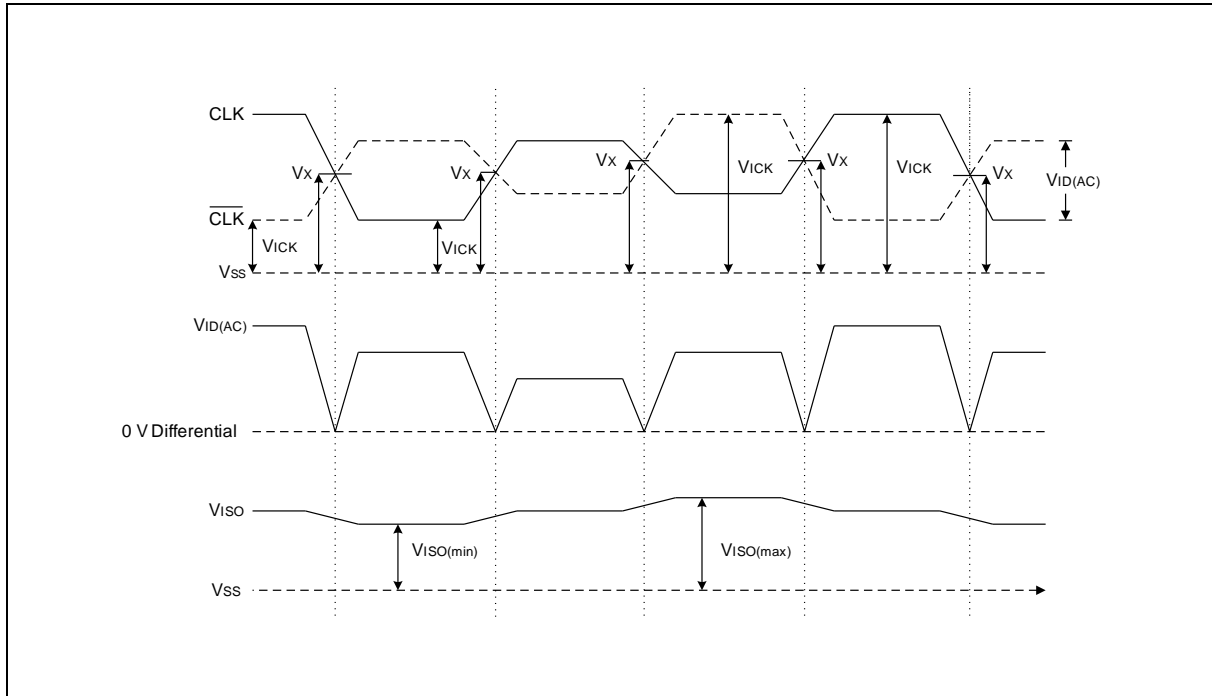 CLK
VX
VX
VX
VICK
VX
VICK
VX
VID(AC)
CLK
VICK
VICK
VSS
VID(AC)
0 V Differential
VISO
VISO(min)
VISO(max)
VSS